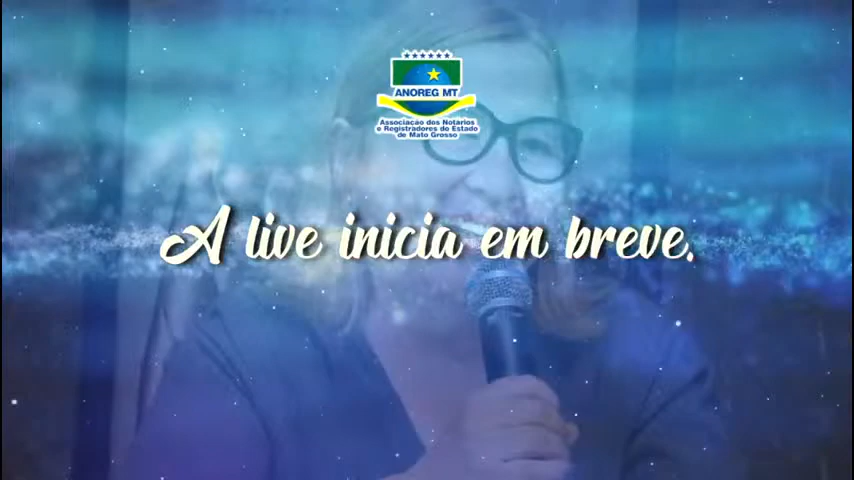 ANOREG MT
Associação dos Notários
e Registradores do Estado
de Mato Grosso
A live inicia em breve.